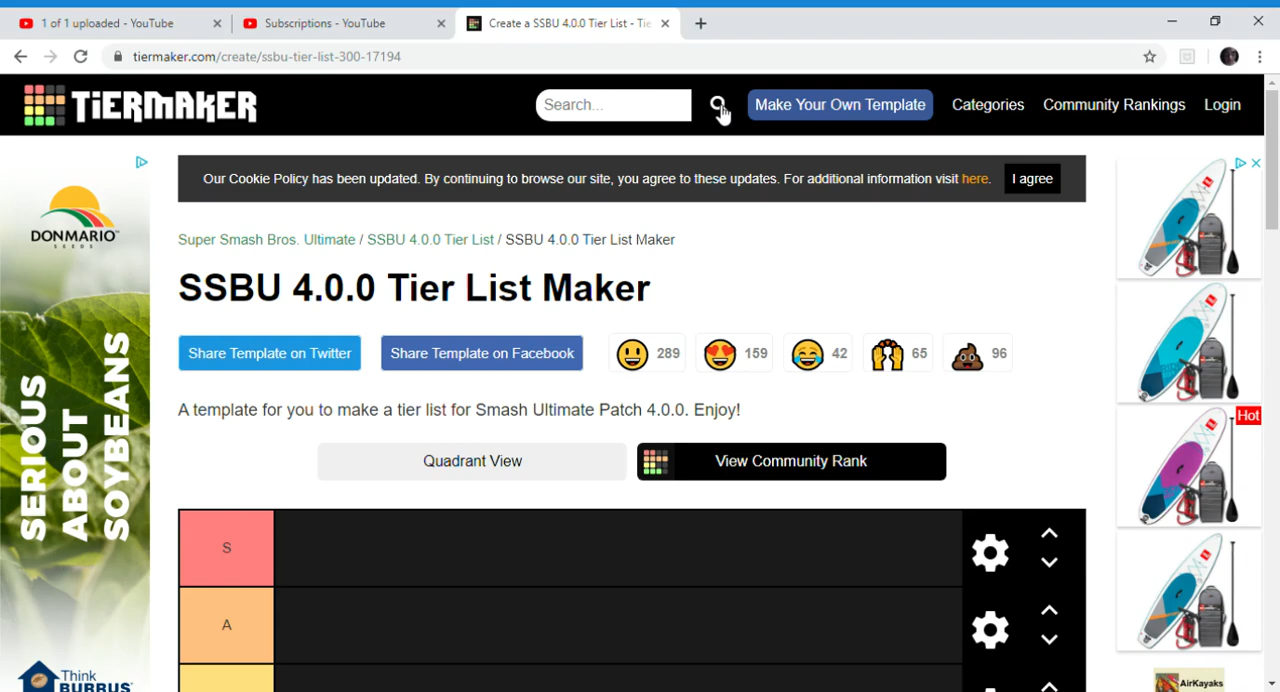 1 of 1 uploaded - YouTube
Subscriptions - YouTube
Create a SSBU 4.0.0 Tier List - Tie
tiermaker.com/create/ssbu-tier-list-300-17194
TiERMAKER
Search...
Make Your Own Template
Categories
Community Rankings
Login
Our Cookie Policy has been updated. By continuing to browse our site, you agree to these updates. For additional information visit here.
I agree
DONMARIO
SEEDS
SERIOUS
ABOUT
SOYBEANS
Think
BURRUS
Super Smash Bros. Ultimate / SSBU 4.0.0 Tier List / SSBU 4.0.0 Tier List Maker
SSBU 4.0.0 Tier List Maker
Share Template on Twitter
Share Template on Facebook
289
159
42
65
96
A template for you to make a tier list for Smash Ultimate Patch 4.0.0. Enjoy!
Quadrant View
View Community Rank
S
A
Hot
AirKayaks